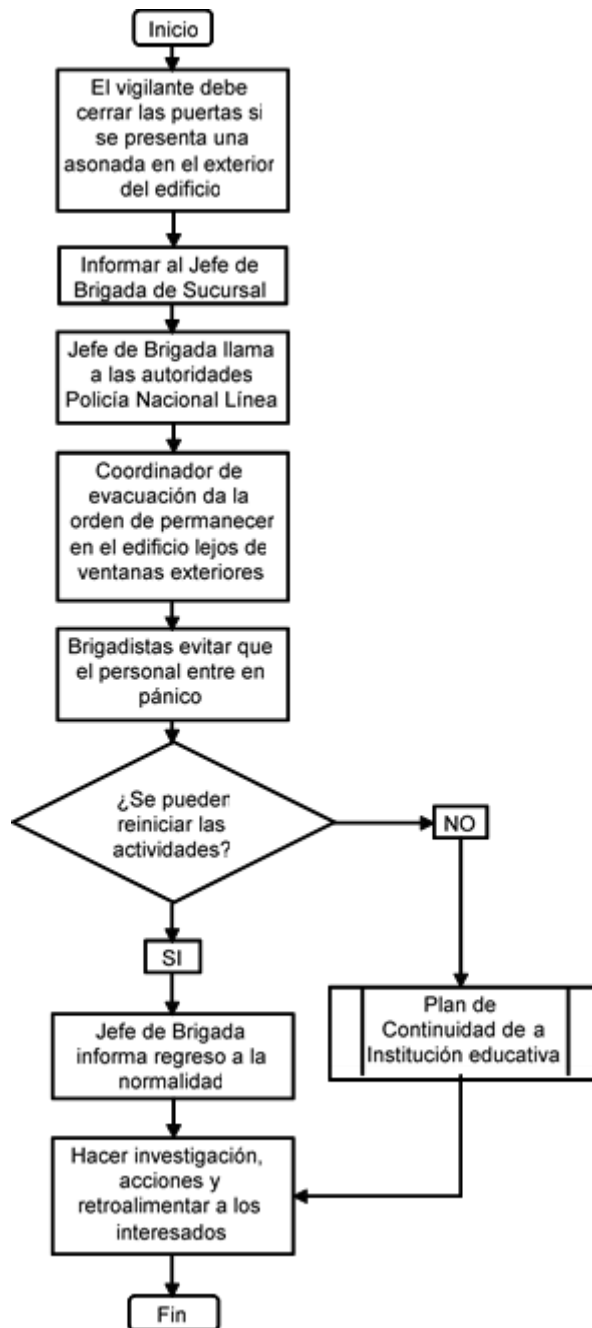 Inicio
El vigilante debe
cerrar las puertas si
se presenta una
asonada en el exterior
del edificio
Informar al Jefe de
Brigada de Sucursal
Jefe de Brigada llama
a las autoridades
Policía Nacional Línea
Coordinador de
evacuación da la
orden de permanecer
en el edificio lejos de
ventanas exteriores
Brigadistas evitar que
el personal entre en
pánico
¿Se pueden
reiniciar las
actividades?
NO
SI
Plan de
Continuidad de a
Institución educativa
Jefe de Brigada
informa regreso a la
normalidad
Hacer investigación,
acciones y
retroalimentar a los
interesados
Fin